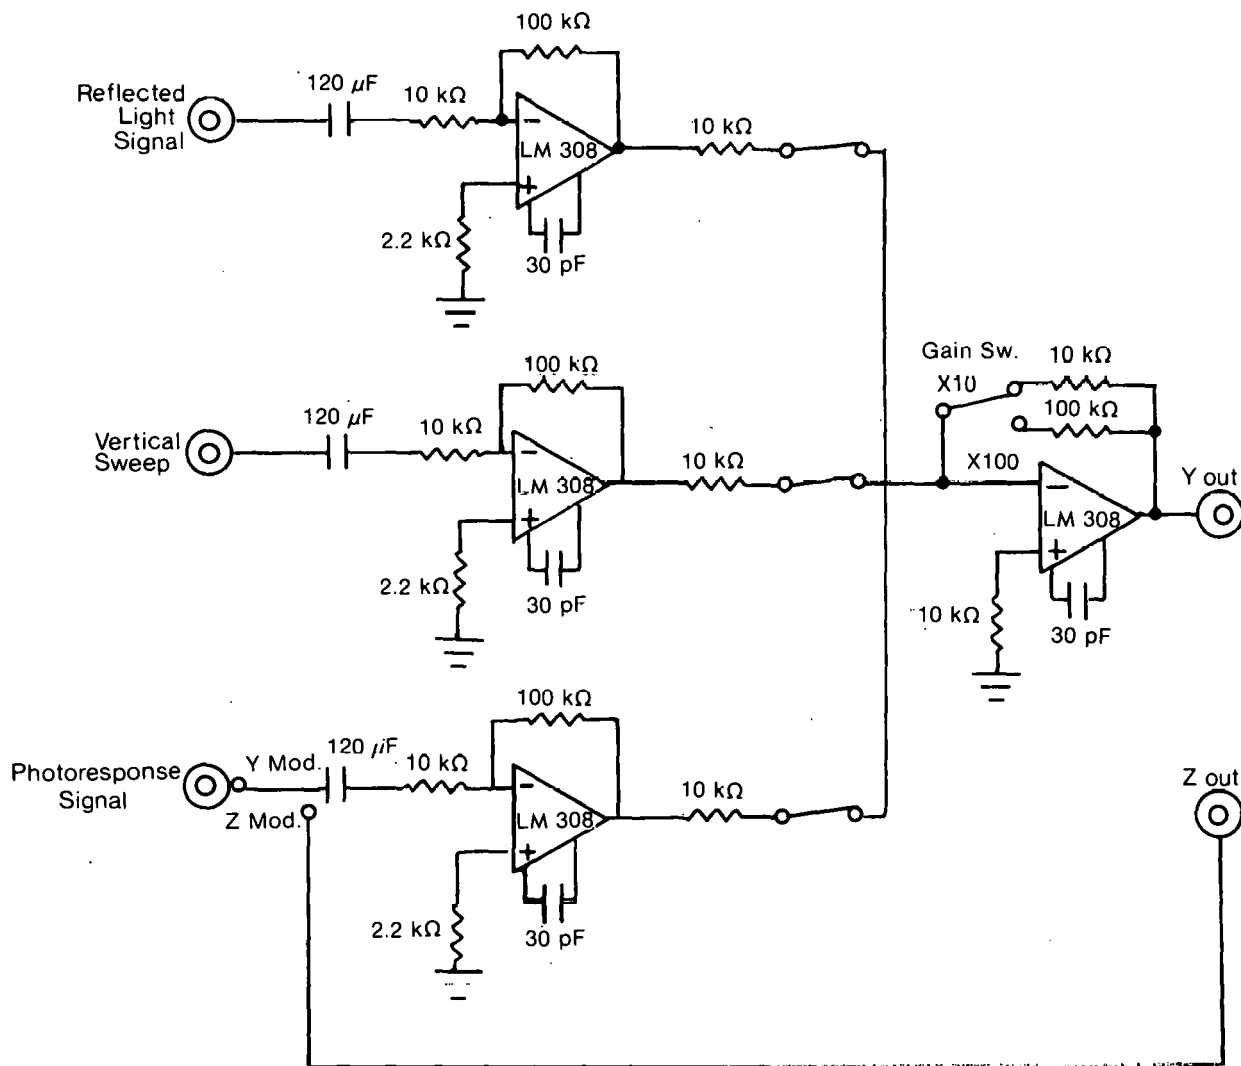 100 kΩ
120 µF
10 kΩ
Reflected
Light
Signal
−
LM 308
+
10 kΩ
2.2 kΩ
30 pF
100 kΩ
120 µF
10 kΩ
Vertical
Sweep
−
LM 308
+
10 kΩ
2.2 kΩ
30 pF
Gain Sw.
X10
10 kΩ
100 kΩ
X100
−
LM 308
+
Y out
10 kΩ
30 pF
100 kΩ
Photoresponse
Signal
Y Mod.
Z Mod.
120 µF
10 kΩ
−
LM 308
+
10 kΩ
2.2 kΩ
30 pF
Z out